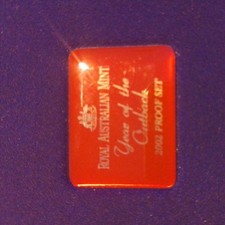 ROYAL AUSTRALIAN MINT
Year of the
Outback
2002 PROOF SET